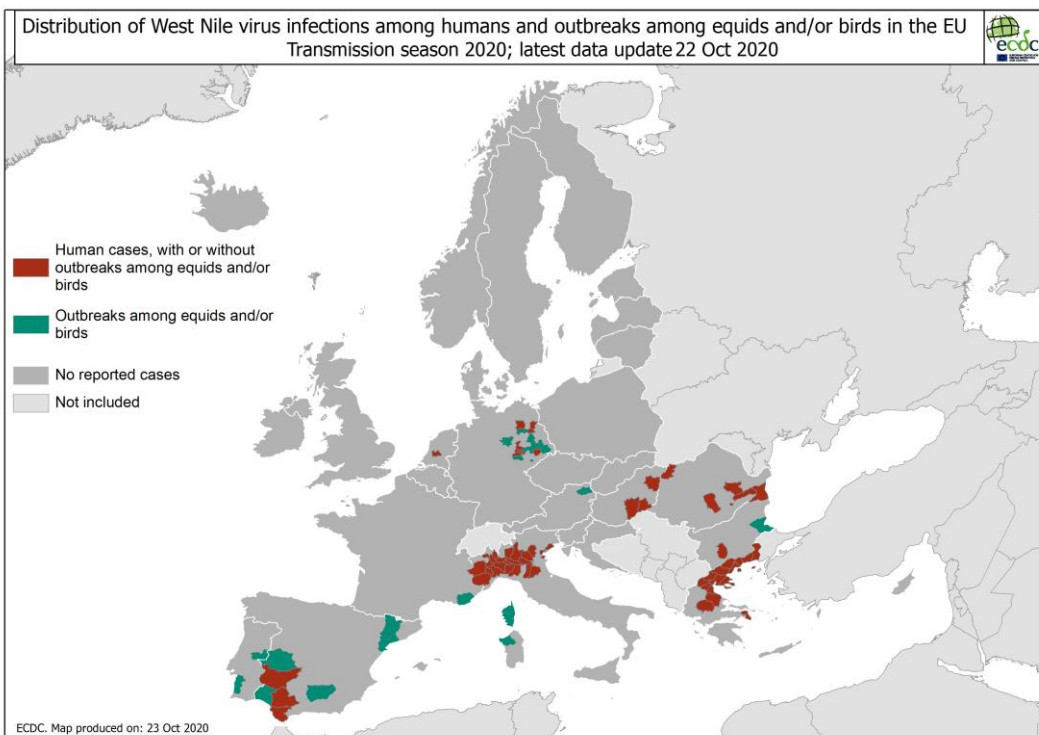 Distribution of West Nile virus infections among humans and outbreaks among equids and/or birds in the EU
Transmission season 2020; latest data update 22 Oct 2020
ecdc
Human cases, with or without
outbreaks among equids and/or
birds
Outbreaks among equids and/or
birds
No reported cases
Not included
ECDC. Map produced on: 23 Oct 2020